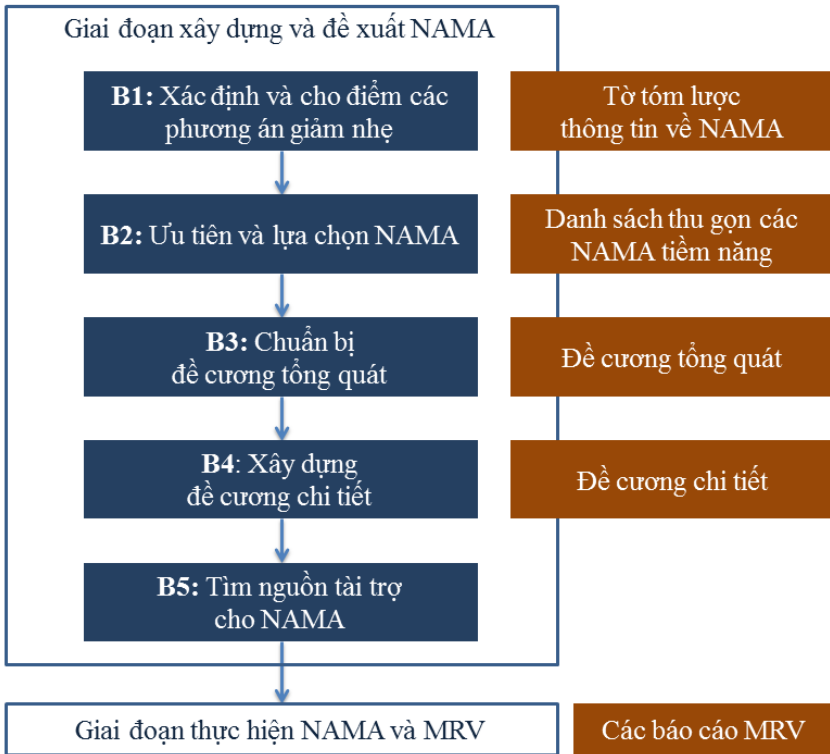 Giai đoạn xây dựng và đề xuất NAMA
B1: Xác định và cho điểm các
phương án giảm nhẹ
Tờ tóm lược
thông tin về NAMA
B2: Ưu tiên và lựa chọn NAMA
Danh sách thu gọn các
NAMA tiềm năng
B3: Chuẩn bị
đề cương tổng quát
Đề cương tổng quát
B4: Xây dựng
đề cương chi tiết
Đề cương chi tiết
B5: Tìm nguồn tài trợ
cho NAMA
Giai đoạn thực hiện NAMA và MRV
Các báo cáo MRV